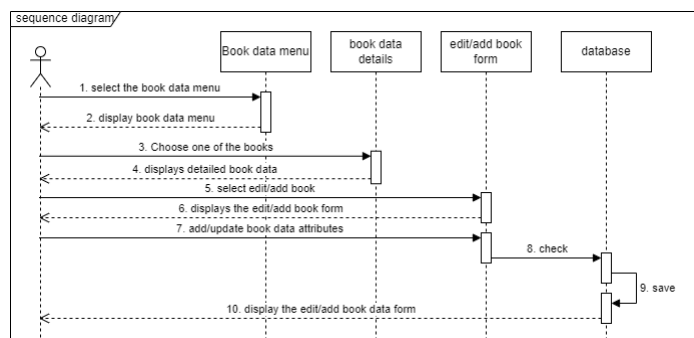 sequence diagram
Book data menu
book data
details
edit/add book
form
database
1. select the book data menu
2. display book data menu
3. Choose one of the books
4. displays detailed book data
5. select edit/add book
6. displays the edit/add book form
7. add/update book data attributes
8. check
9. save
10. display the edit/add book data form